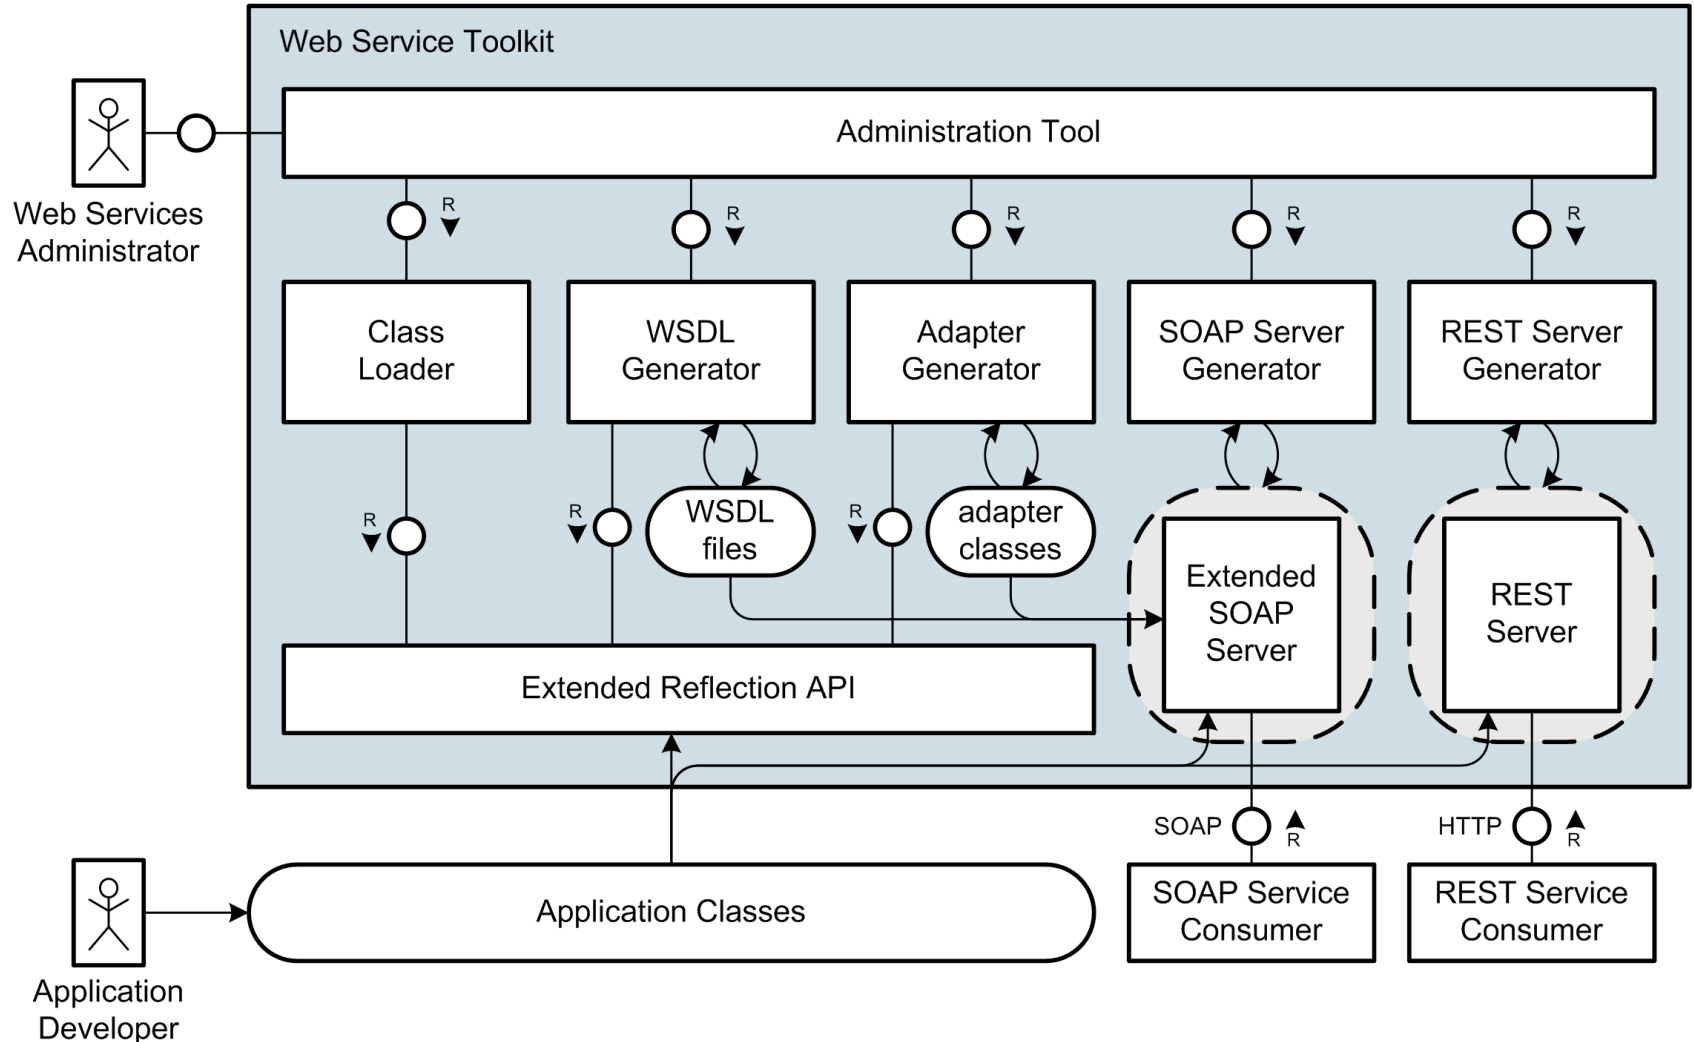 Web Service Toolkit
Administration Tool
Web Services
Administrator
R
R
R
R
R
Class
Loader
WSDL
Generator
Adapter
Generator
SOAP Server
Generator
REST Server
Generator
R
R
R
WSDL
files
adapter
classes
Extended
SOAP
Server
REST
Server
Extended Reflection API
SOAP
R
HTTP
R
Application Classes
SOAP Service
Consumer
REST Service
Consumer
Application
Developer